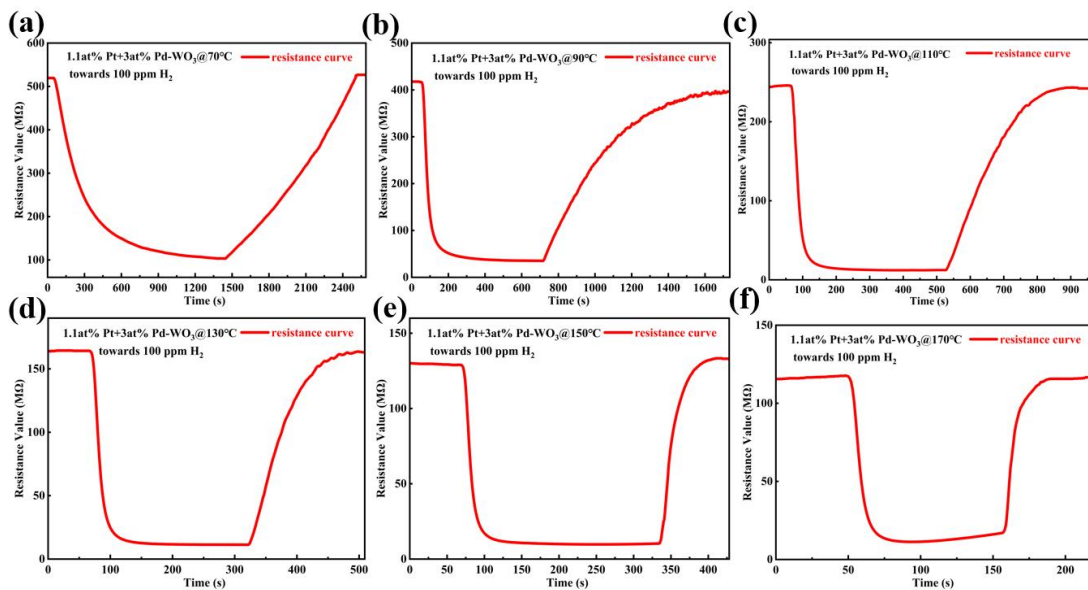 (a)
1.1at% Pt+3at% Pd-WO₃@70℃
resistance curve
towards 100 ppm H₂
Resistance Value (MΩ)
600
500
400
300
200
100
0 300 600 900 1200 1500 1800 2100 2400
Time (s)
(b)
1.1at% Pt+3at% Pd-WO₃@90℃
resistance curve
towards 100 ppm H₂
Resistance Value (MΩ)
500
400
300
200
100
0
0 200 400 600 800 1000 1200 1400 1600
Time (s)
(c)
1.1at% Pt+3at% Pd-WO₃@110℃
resistance curve
towards 100 ppm H₂
Resistance Value (MΩ)
200
100
0
0 100 200 300 400 500 600 700 800 900
Time (s)
(d)
1.1at% Pt+3at% Pd-WO₃@130℃
resistance curve
towards 100 ppm H₂
Resistance Value (MΩ)
150
100
50
0
0 100 200 300 400 500
Time (s)
(e)
1.1at% Pt+3at% Pd-WO₃@150℃
resistance curve
towards 100 ppm H₂
Resistance Value (MΩ)
150
100
50
0
0 50 100 150 200 250 300 350 400
Time (s)
(f)
1.1at% Pt+3at% Pd-WO₃@170℃
resistance curve
towards 100 ppm H₂
Resistance Value (MΩ)
150
100
50
0
0 50 100 150 200
Time (s)